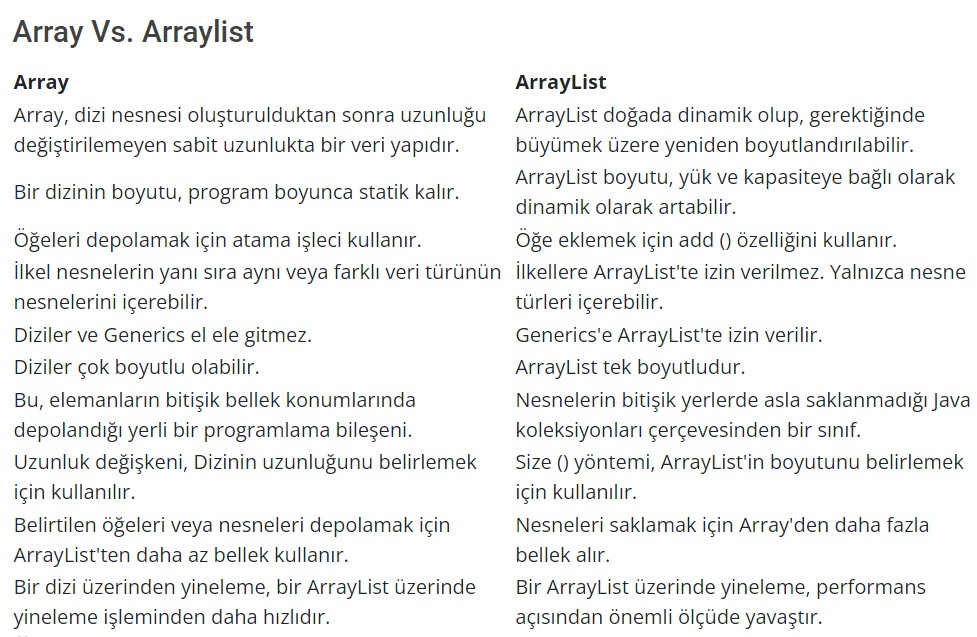 Array Vs. Arraylist
Array
ArrayList
Array, dizi nesnesi oluşturulduktan sonra uzunluğu
değiştirilemeyen sabit uzunlukta bir veri yapıdır.
ArrayList doğada dinamik olup, gerektiğinde
büyümek üzere yeniden boyutlandırılabilir.
Bir dizinin boyutu, program boyunca statik kalır.
ArrayList boyutu, yük ve kapasiteye bağlı olarak
dinamik olarak artabilir.
Öğeleri depolamak için atama işleci kullanır.
Öğe eklemek için add () özelliğini kullanır.
İlkel nesnelerin yanı sıra aynı veya farklı veri türünün
nesnelerini içerebilir.
İlkellere ArrayList'te izin verilmez. Yalnızca nesne
türleri içerebilir.
Diziler ve Generics el ele gitmez.
Generics'e ArrayList'te izin verilir.
Diziler çok boyutlu olabilir.
ArrayList tek boyutludur.
Bu, elemanların bitişik bellek konumlarında
depolandığı yerli bir programlama bileşeni.
Nesnelerin bitişik yerlerde asla saklanmadığı Java
koleksiyonları çerçevesinden bir sınıf.
Uzunluk değişkeni, Dizinin uzunluğunu belirlemek
için kullanılır.
Size () yöntemi, ArrayList'in boyutunu belirlemek
için kullanılır.
Belirtilen öğeleri veya nesneleri depolamak için
ArrayList'ten daha az bellek kullanır.
Nesneleri saklamak için Array'den daha fazla
bellek alır.
Bir dizi üzerinden yineleme, bir ArrayList üzerinde
yineleme işleminden daha hızlıdır.
Bir ArrayList üzerinde yineleme, performans
açısından önemli ölçüde yavaştır.